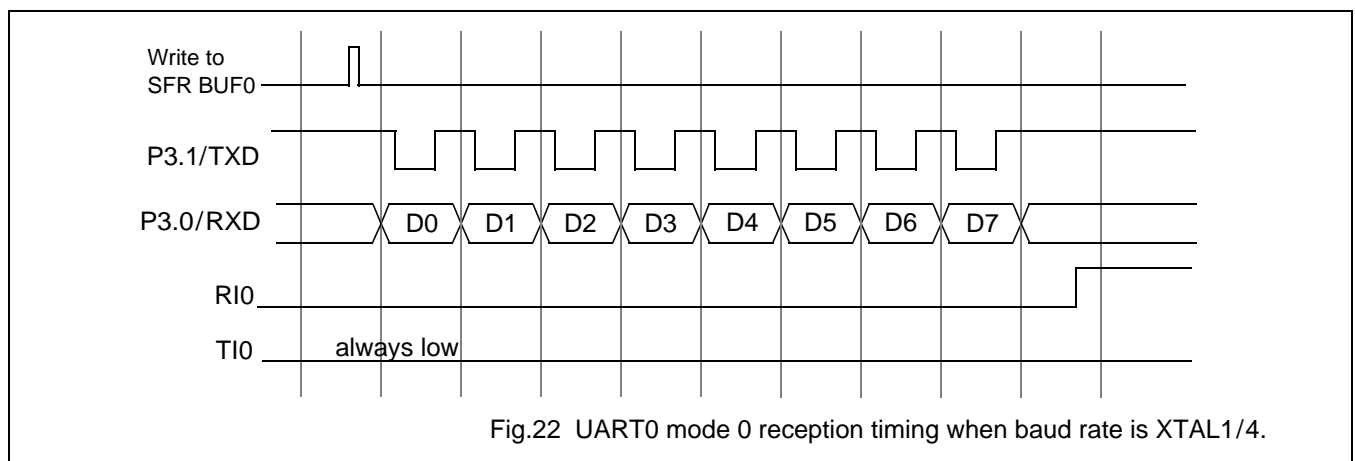 Write to
SFR BUF0
P3.1/TXD
P3.0/RXD
D0 D1 D2 D3 D4 D5 D6 D7
RI0
TI0
always low
Fig.22 UART0 mode 0 reception timing when baud rate is XTAL1/4.